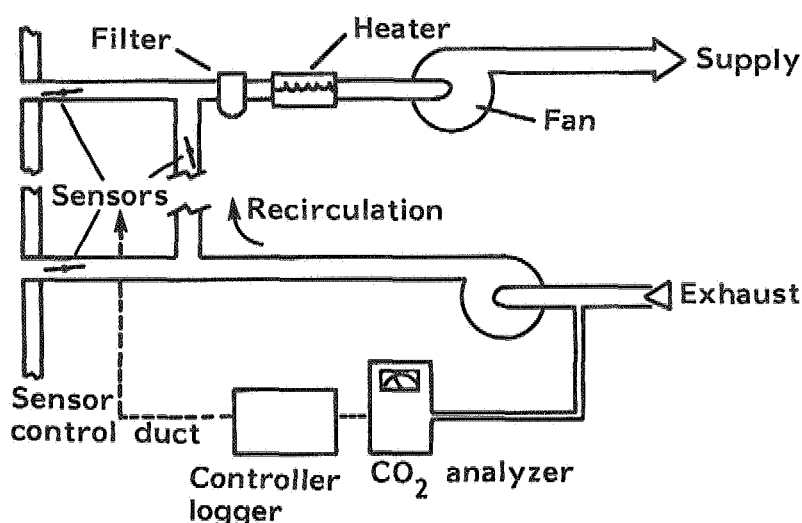 Filter
Heater
Supply
Fan
Sensors
Recirculation
Exhaust
Sensor
control duct
Controller
logger
CO₂ analyzer